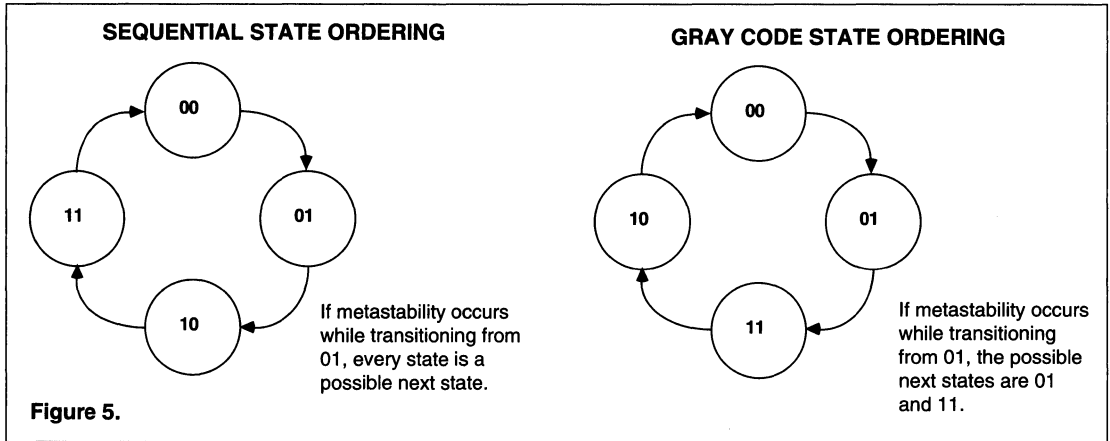 SEQUENTIAL STATE ORDERING
00
01
10
11
If metastability occurs
while transitioning from
01, every state is a
possible next state.
GRAY CODE STATE ORDERING
00
01
11
10
If metastability occurs
while transitioning
from 01, the possible
next states are 01
and 11.
Figure 5.